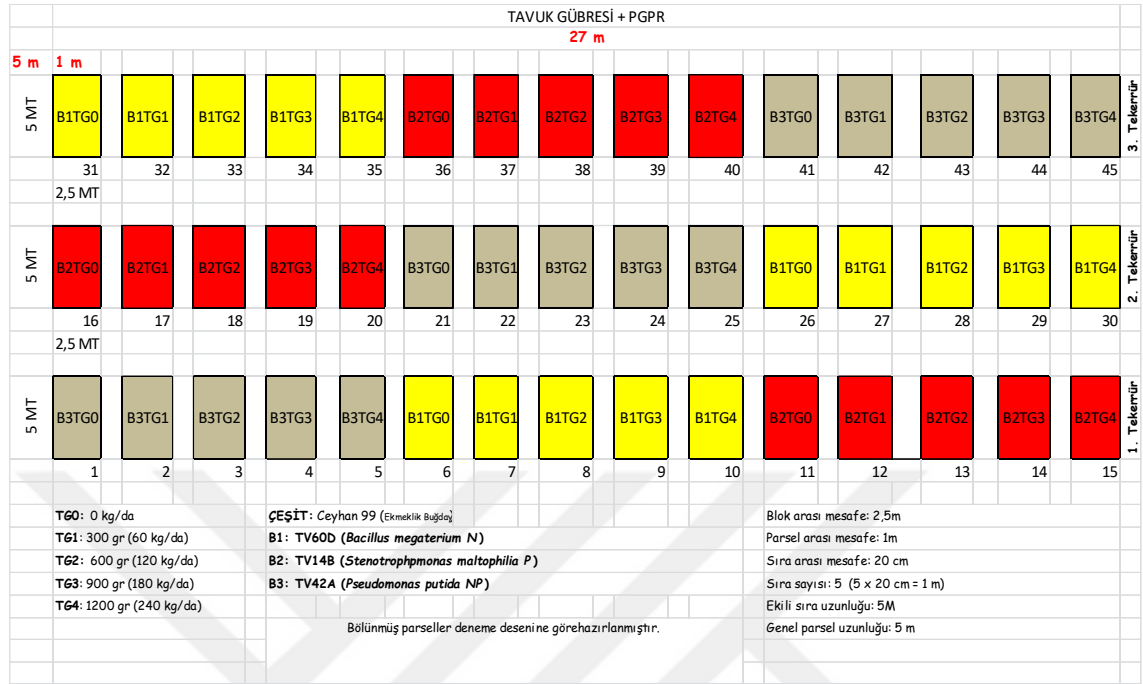 TAVUK GÜBRESİ + PGPR
27 m
5 m 1 m
5 MT B1TG0 B1TG1 B1TG2 B1TG3 B1TG4 B2TG0 B2TG1 B2TG2 B2TG3 B2TG4 B3TG0 B3TG1 B3TG2 B3TG3 B3TG4 3. Tekerrür
31 32 33 34 35 36 37 38 39 40 41 42 43 44 45
2,5 MT
5 MT B2TG0 B2TG1 B2TG2 B2TG3 B2TG4 B3TG0 B3TG1 B3TG2 B3TG3 B3TG4 B1TG0 B1TG1 B1TG2 B1TG3 B1TG4 2. Tekerrür
16 17 18 19 20 21 22 23 24 25 26 27 28 29 30
2,5 MT
5 MT B3TG0 B3TG1 B3TG2 B3TG3 B3TG4 B1TG0 B1TG1 B1TG2 B1TG3 B1TG4 B2TG0 B2TG1 B2TG2 B2TG3 B2TG4 1. Tekerrür
1 2 3 4 5 6 7 8 9 10 11 12 13 14 15
TG0: 0 kg/da ÇEŞİT: Ceyhan 99 (Ekmeklik Buğday) Blok arası mesafe: 2,5m
TG1: 300 gr (60 kg/da) B1: TV60D (Bacillus megaterium N) Parsel arası mesafe: 1m
TG2: 600 gr (120 kg/da) B2: TV14B (Stenotrophpmonas maltophilia P) Sıra arası mesafe: 20 cm
TG3: 900 gr (180 kg/da) B3: TV42A (Pseudomonas putida NP) Sıra sayısı: 5 (5 x 20 cm = 1 m)
TG4: 1200 gr (240 kg/da) Ekili sıra uzunluğu: 5M
Bölünmüş parseller deneme desenine görehazırlanmıştır. Genel parsel uzunluğu: 5 m